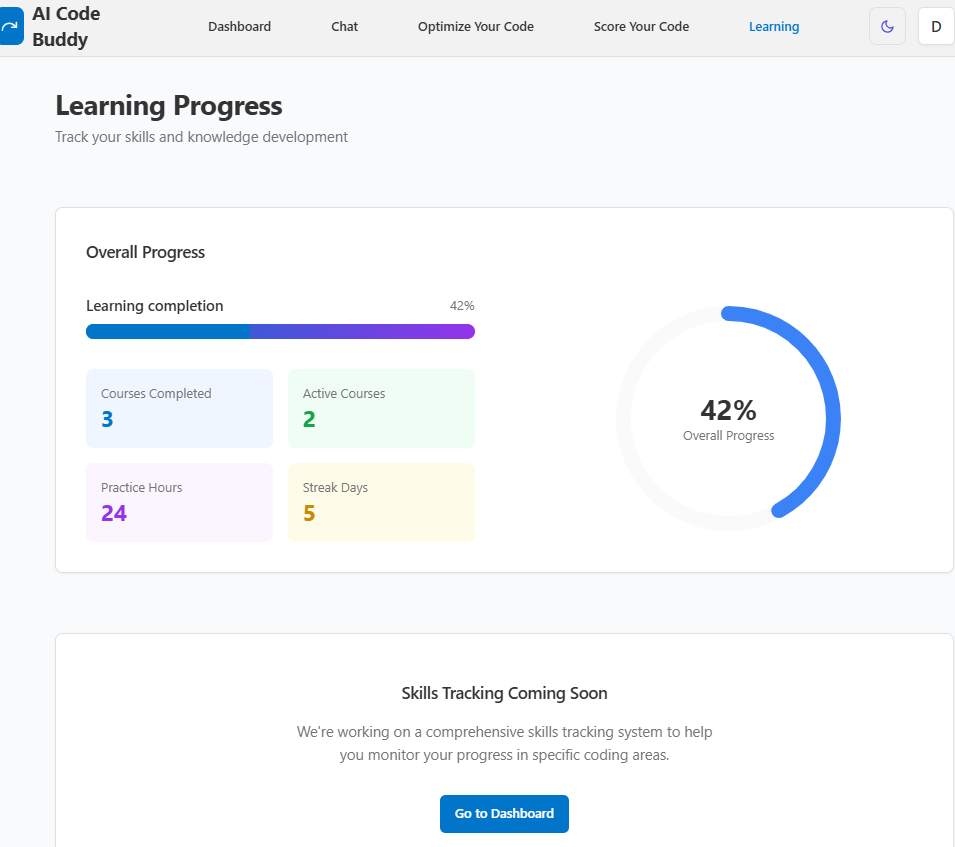 AI Code
Buddy
Dashboard
Chat
Optimize Your Code
Score Your Code
Learning
D
Learning Progress
Track your skills and knowledge development
Overall Progress
Learning completion
42%
Courses Completed
3
Active Courses
2
Practice Hours
24
Streak Days
5
42%
Overall Progress
Skills Tracking Coming Soon
We're working on a comprehensive skills tracking system to help
you monitor your progress in specific coding areas.
Go to Dashboard